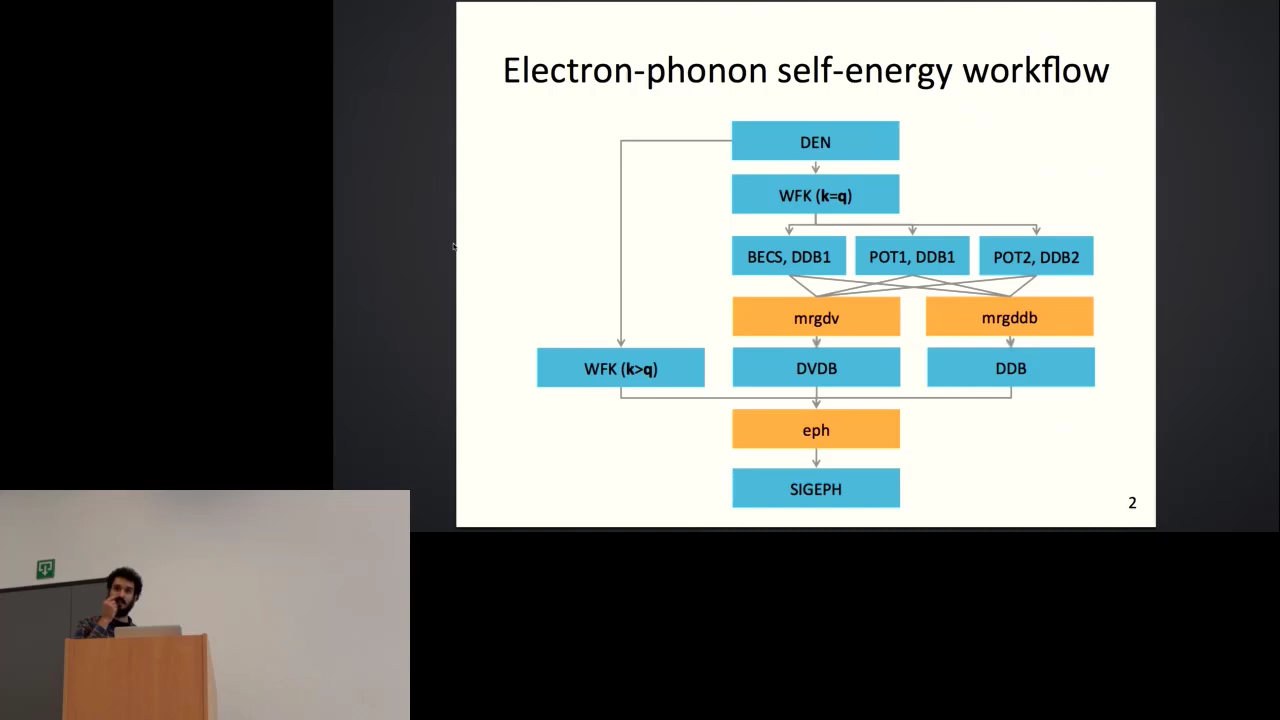 Electron-phonon self-energy workflow
DEN
WFK (k=q)
BECS, DDB1
POT1, DDB1
POT2, DDB2
mrgdv
mrgddb
WFK (k>q)
DVDB
DDB
eph
SIGEPH
2